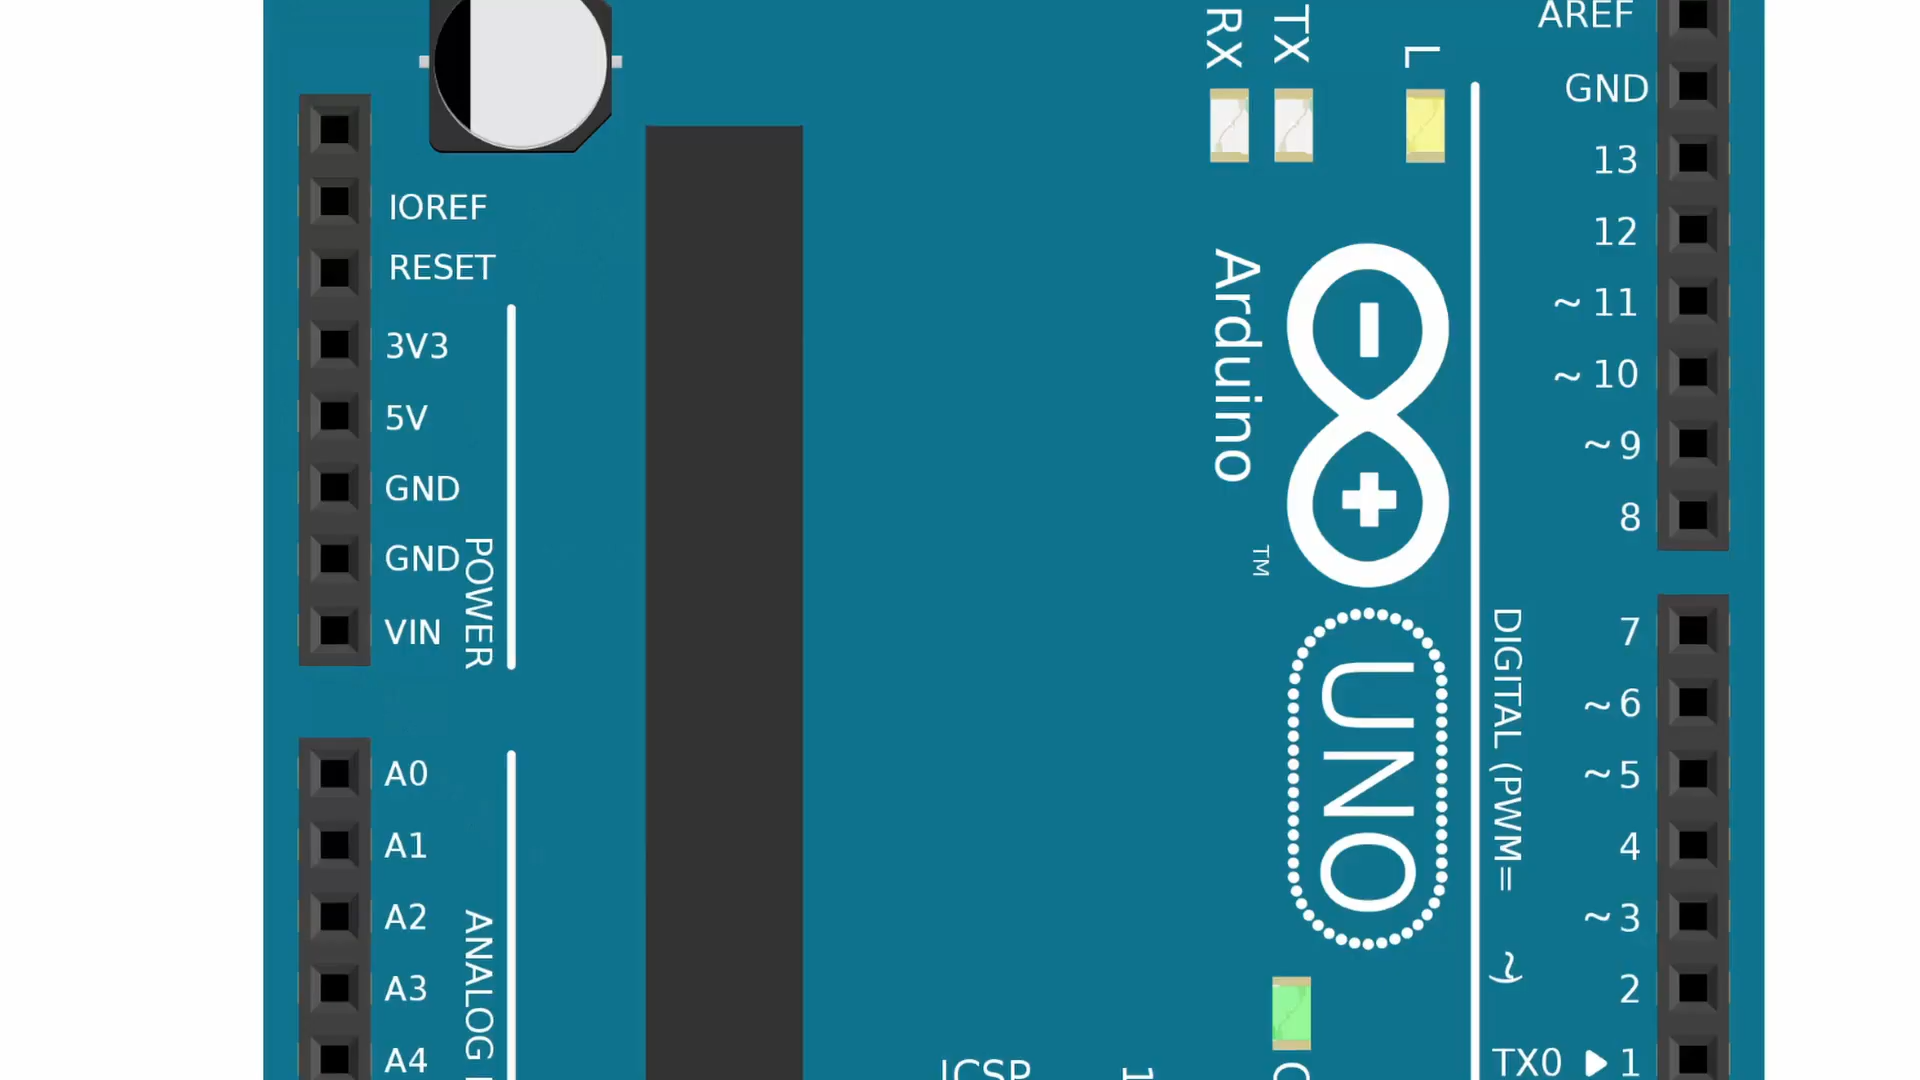 RX
TX
L
AREF
GND
13
12
~ 11
~ 10
~ 9
8
IOREF
RESET
3V3
5V
GND
GND
VIN
POWER
Arduino
TM
UNO
DIGITAL (PWM= ~)
7
~ 6
~ 5
4
~ 3
2
TX0 ▶ 1
A0
A1
A2
A3
A4
ANALOG
ICSP
1